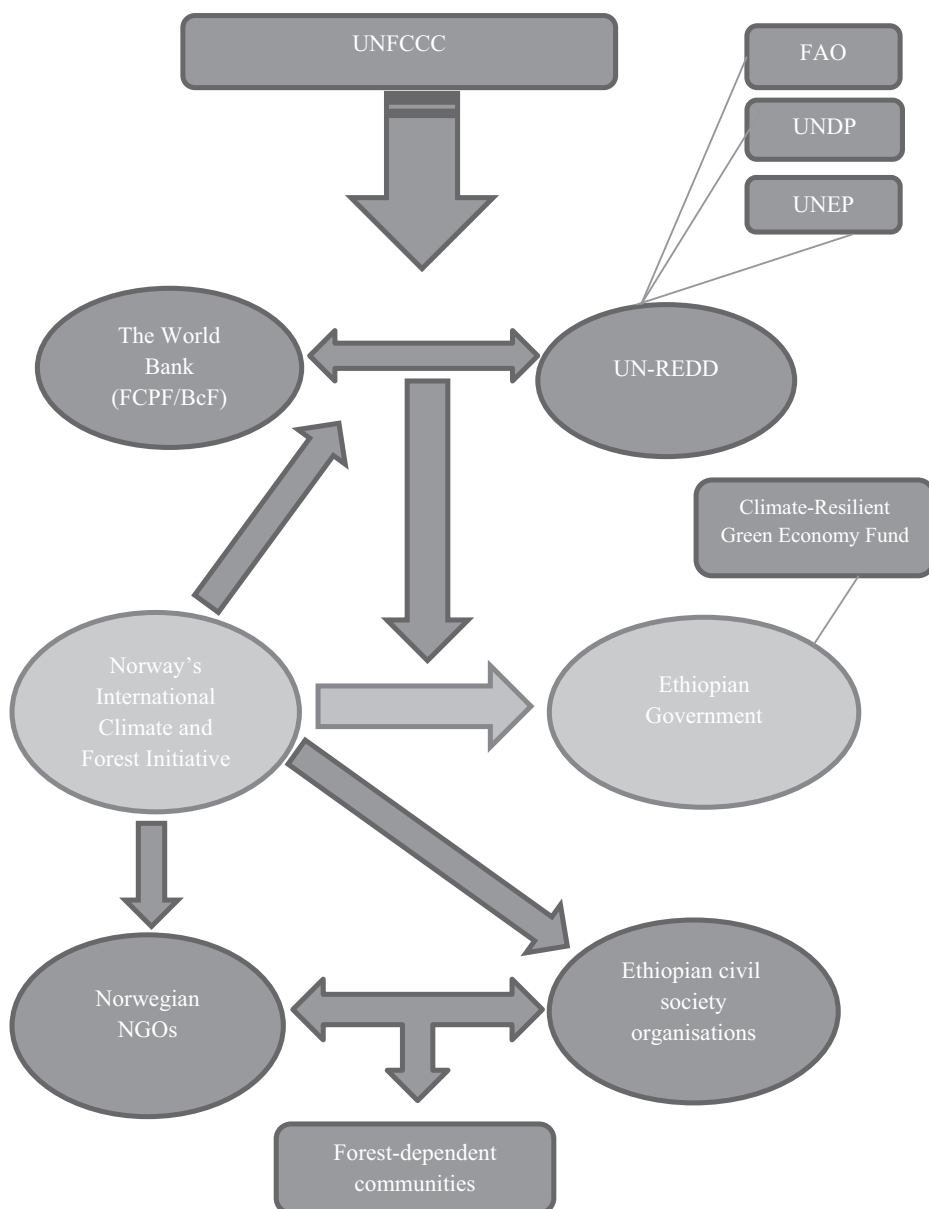 UNFCCC
FAO
UNDP
UNEP
The World
Bank
(FCPF/BcF)
UN-REDD
Climate-Resilient
Green Economy Fund
Norway's
International
Climate and
Forest Initiative
Ethiopian
Government
Norwegian
NGOs
Ethiopian civil
society
organisations
Forest-dependent
communities